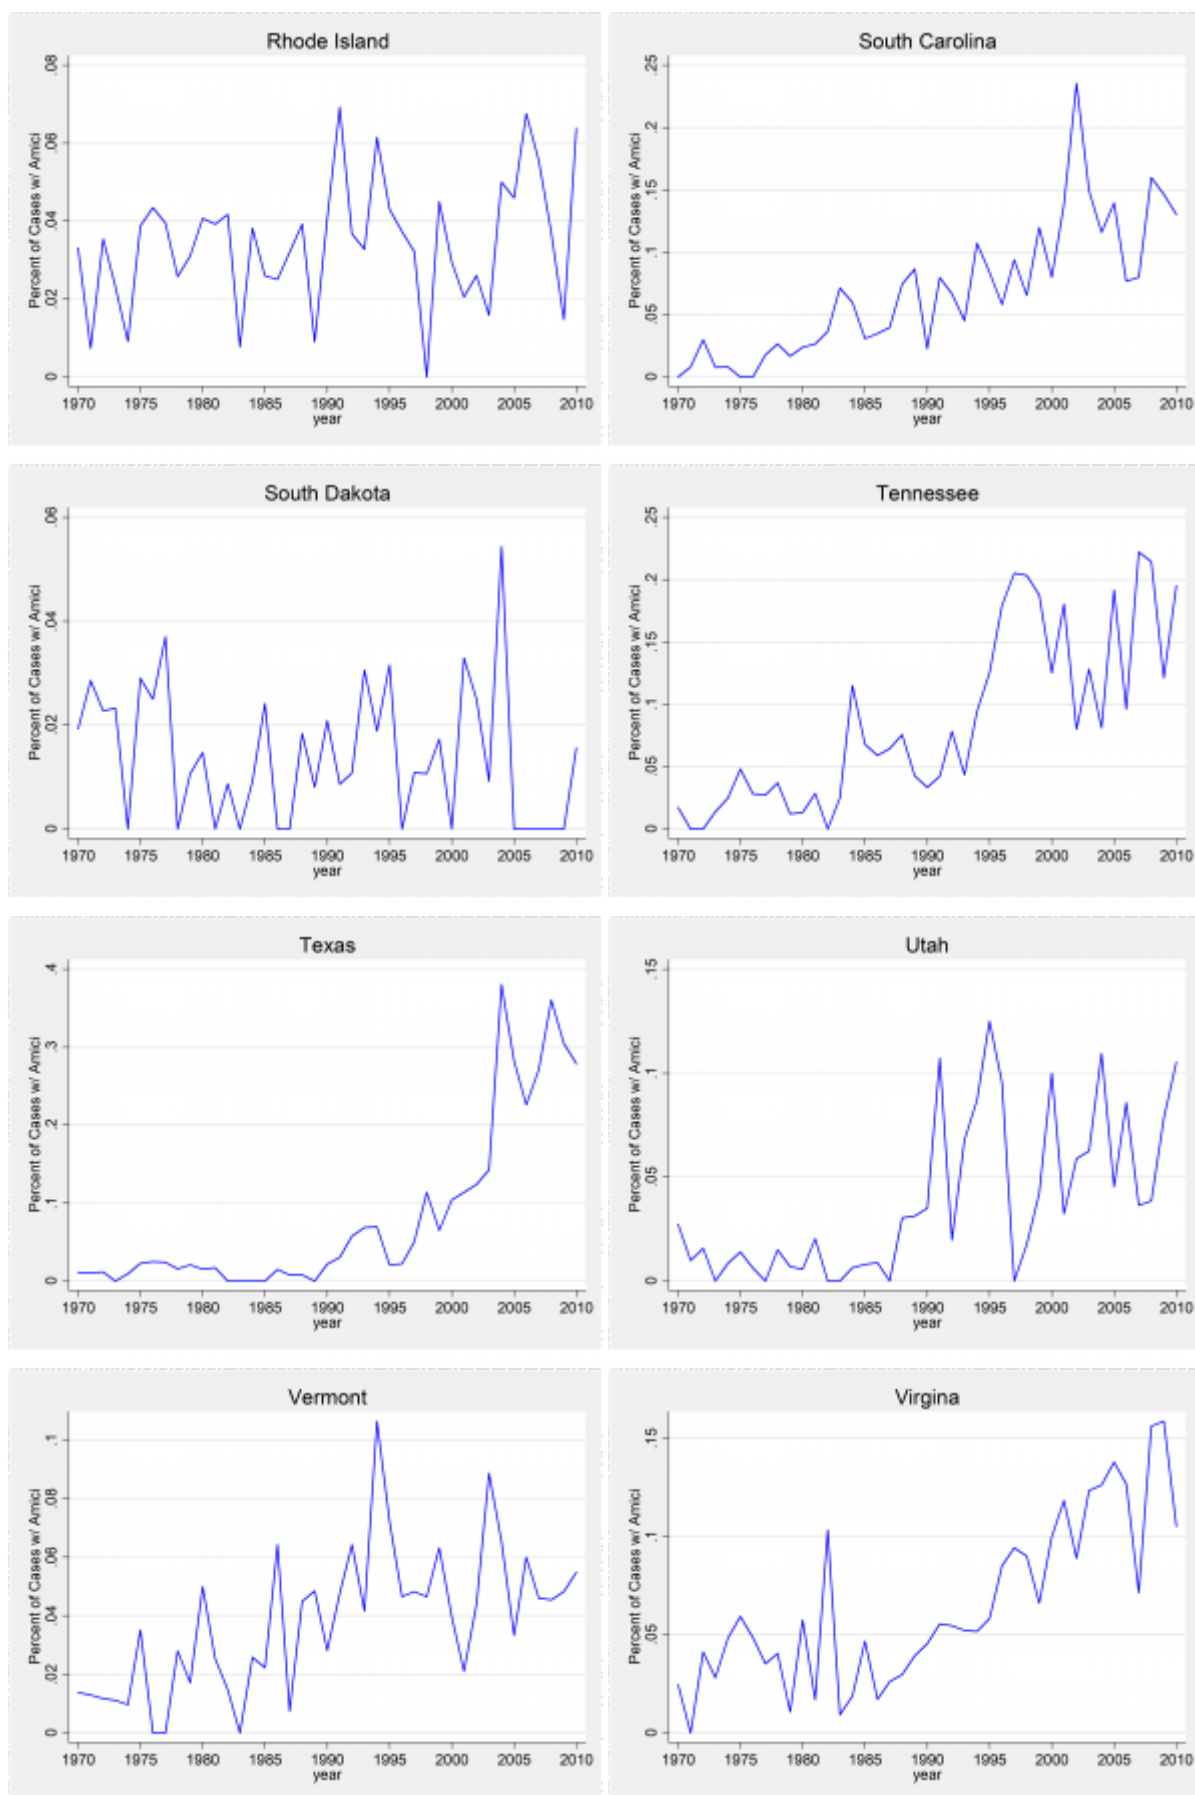 Rhode Island
Percent of Cases w/ Amici
.08
.06
.04
.02
0
1970 1975 1980 1985 1990 1995 2000 2005 2010
year
South Carolina
Percent of Cases w/ Amici
.25
.2
.15
.1
.05
0
1970 1975 1980 1985 1990 1995 2000 2005 2010
year
South Dakota
Percent of Cases w/ Amici
.06
.04
.02
0
1970 1975 1980 1985 1990 1995 2000 2005 2010
year
Tennessee
Percent of Cases w/ Amici
.25
.2
.15
.1
.05
0
1970 1975 1980 1985 1990 1995 2000 2005 2010
year
Texas
Percent of Cases w/ Amici
.4
.3
.2
.1
0
1970 1975 1980 1985 1990 1995 2000 2005 2010
year
Utah
Percent of Cases w/ Amici
.15
.1
.05
0
1970 1975 1980 1985 1990 1995 2000 2005 2010
year
Vermont
Percent of Cases w/ Amici
.1
.08
.06
.04
.02
0
1970 1975 1980 1985 1990 1995 2000 2005 2010
year
Virgina
Percent of Cases w/ Amici
.15
.1
.05
0
1970 1975 1980 1985 1990 1995 2000 2005 2010
year